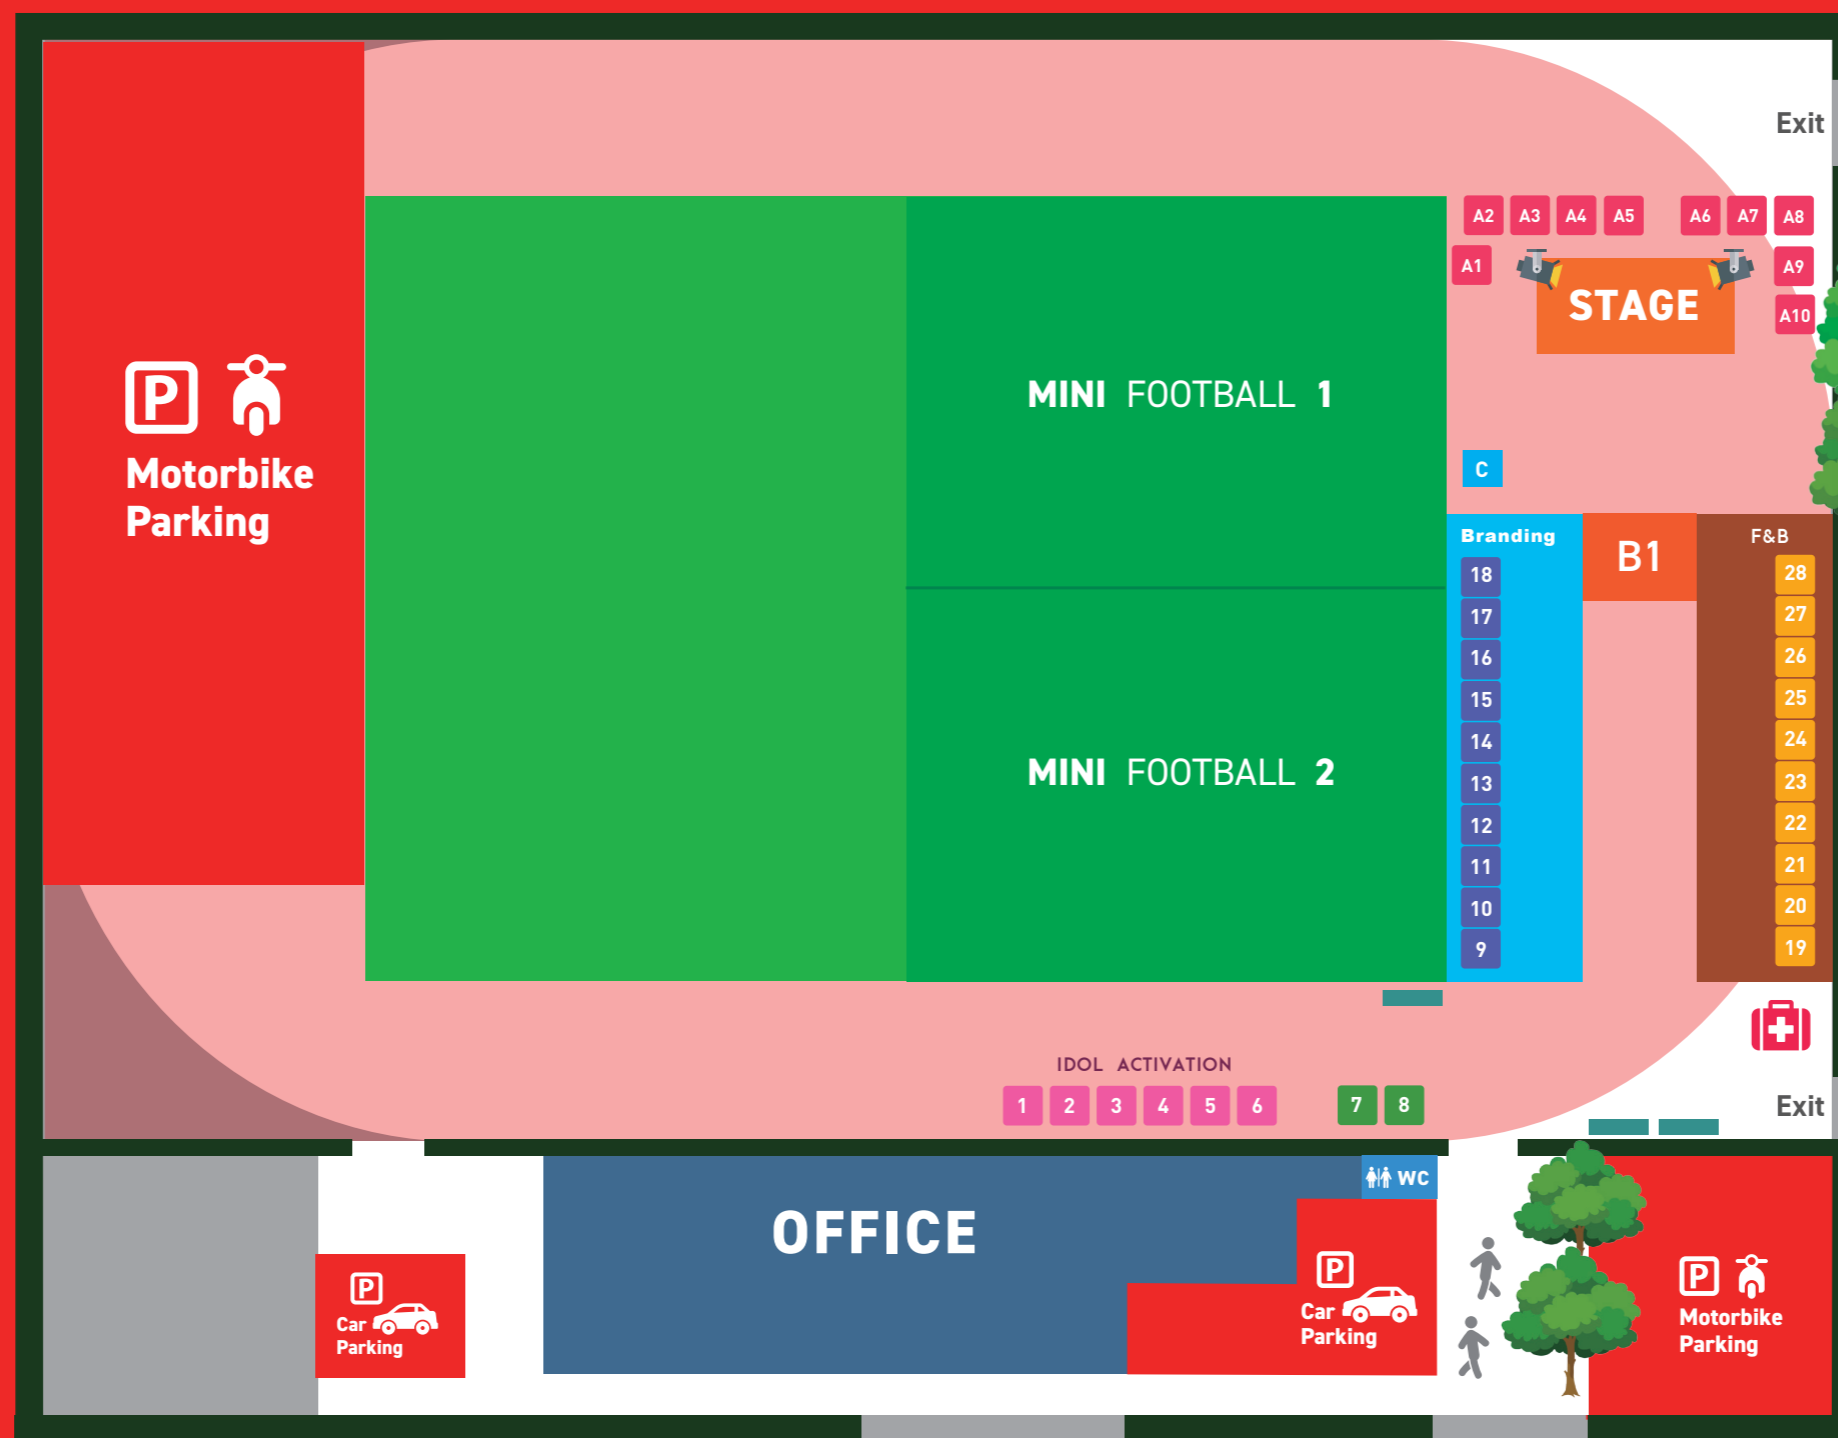 Exit
A2 A3 A4 A5 A6 A7 A8
A1 A9
STAGE
A10
P
Motorbike
Parking
MINI FOOTBALL 1
C
Branding
B1
F&B
18
17
16
15
14
13
12
11
10
9
28
27
26
25
24
23
22
21
20
19
MINI FOOTBALL 2
IDOL ACTIVATION
1 2 3 4 5 6 7 8
Exit
WC
OFFICE
P
Car
Parking
P
Car
Parking
P
Motorbike
Parking